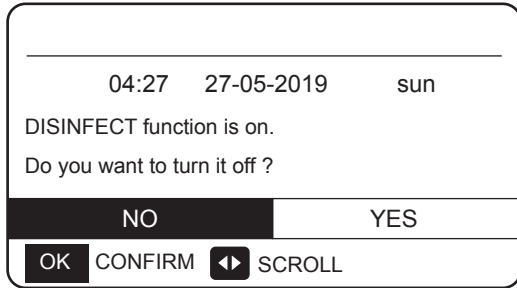 04:27 27-05-2019 sun
DISINFECT function is on.
Do you want to turn it off ?
NO YES
OK CONFIRM SCROLL